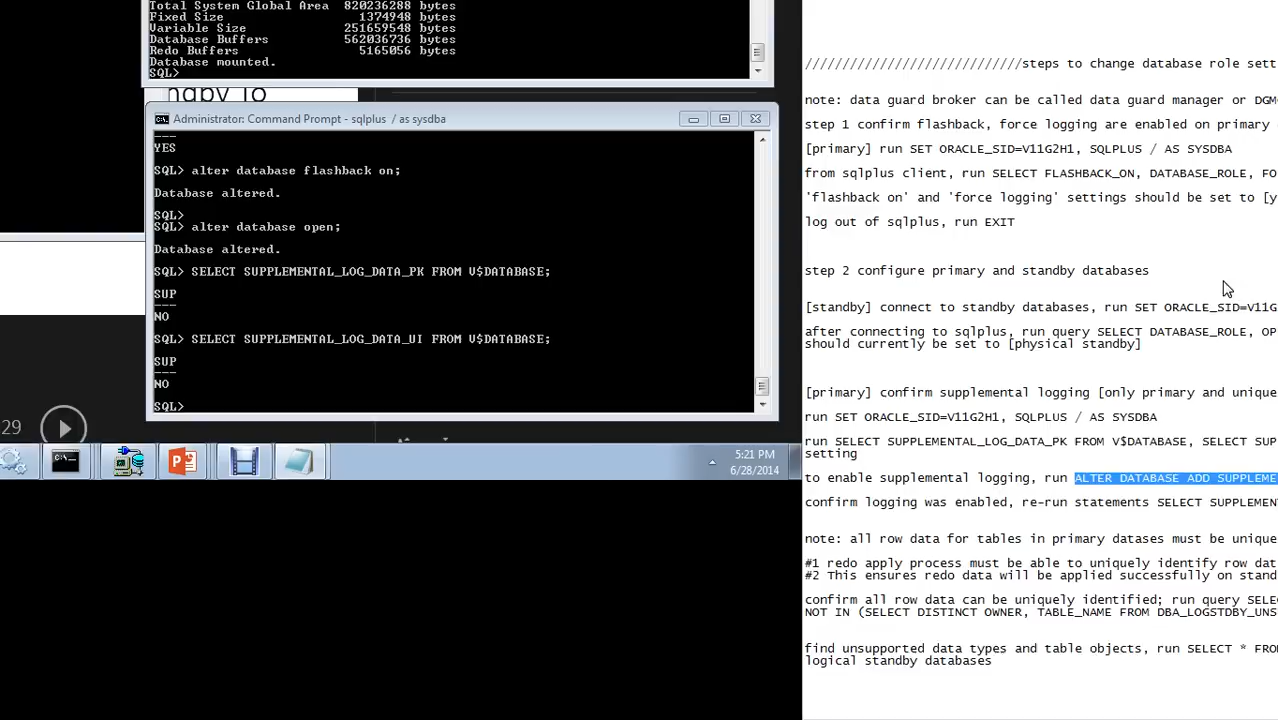 Total System Global Area 820236288 bytes
Fixed Size 1374948 bytes
Variable Size 251659548 bytes
Database Buffers 562036736 bytes
Redo Buffers 5165056 bytes
Database mounted.
SQL>
Administrator: Command Prompt - sqlplus / as sysdba
---
YES
SQL> alter database flashback on;
Database altered.
SQL>
SQL> alter database open;
Database altered.
SQL> SELECT SUPPLEMENTAL_LOG_DATA_PK FROM V$DATABASE;
SUP
---
NO
SQL> SELECT SUPPLEMENTAL_LOG_DATA_UI FROM V$DATABASE;
SUP
---
NO
SQL>
29
5:21 PM
6/28/2014
/////////////////////////////steps to change database role sett
note: data guard broker can be called data guard manager or DGM
step 1 confirm flashback, force logging are enabled on primary
[primary] run SET ORACLE_SID=V11G2H1, SQLPLUS / AS SYSDBA
from sqlplus client, run SELECT FLASHBACK_ON, DATABASE_ROLE, FO
'flashback on' and 'force logging' settings should be set to [y
log out of sqlplus, run EXIT
step 2 configure primary and standby databases
[standby] connect to standby databases, run SET ORACLE_SID=V11G
after connecting to sqlplus, run query SELECT DATABASE_ROLE, OP
should currently be set to [physical standby]
[primary] confirm supplemental logging [only primary and unique
run SET ORACLE_SID=V11G2H1, SQLPLUS / AS SYSDBA
run SELECT SUPPLEMENTAL_LOG_DATA_PK FROM V$DATABASE, SELECT SUP
setting
to enable supplemental logging, run ALTER DATABASE ADD SUPPLEME
confirm logging was enabled, re-run statements SELECT SUPPLEMEN
note: all row data for tables in primary datases must be unique
#1 redo apply process must be able to uniquely identify row dat
#2 This ensures redo data will be applied successfully on stand
confirm all row data can be uniquely identified; run query SELE
NOT IN (SELECT DISTINCT OWNER, TABLE_NAME FROM DBA_LOGSTDBY_UNS
find unsupported data types and table objects, run SELECT * FRO
logical standby databases